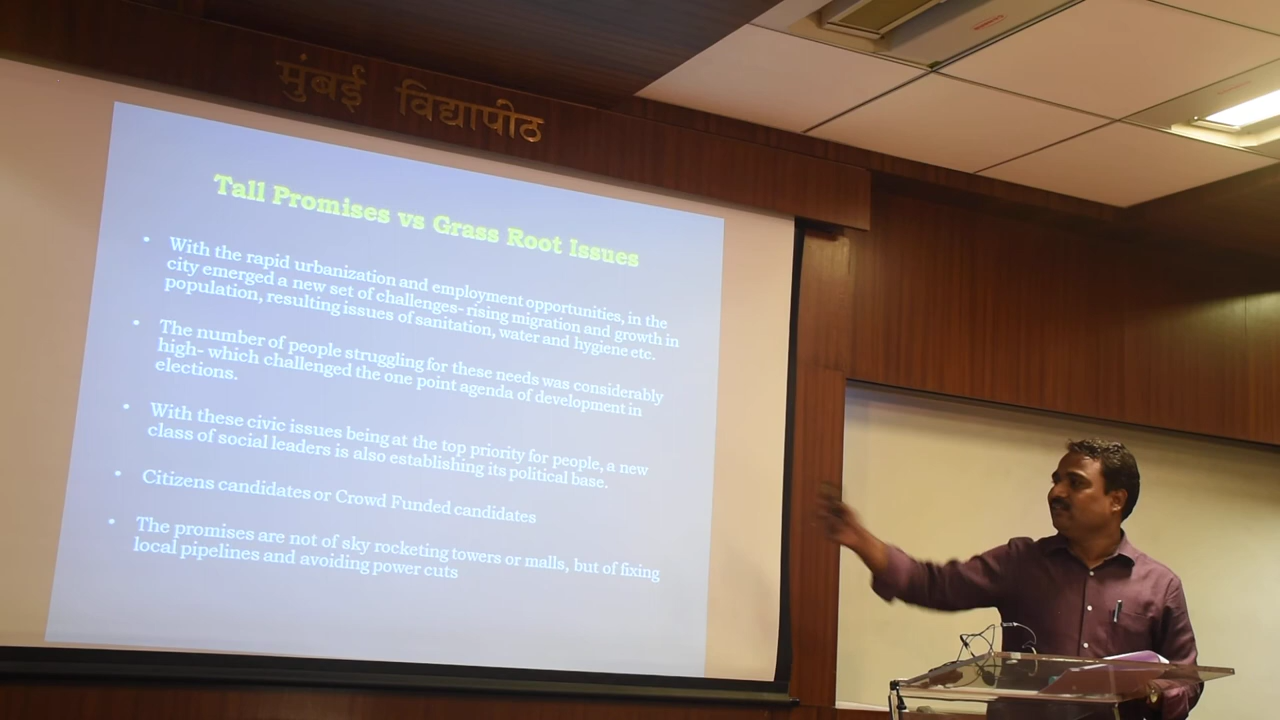 मुंबई विद्यापीठ
Tall Promises vs Grass Root Issues
• With the rapid urbanization and employment opportunities, in the
city emerged a new set of challenges- rising migration and growth in
population, resulting issues of sanitation, water and hygiene etc.
• The number of people struggling for these needs was considerably
high- which challenged the one point agenda of development in
elections.
• With these civic issues being at the top priority for people, a new
class of social leaders is also establishing its political base.
• Citizens candidates or Crowd Funded candidates
• The promises are not of sky rocketing towers or malls, but of fixing
local pipelines and avoiding power cuts